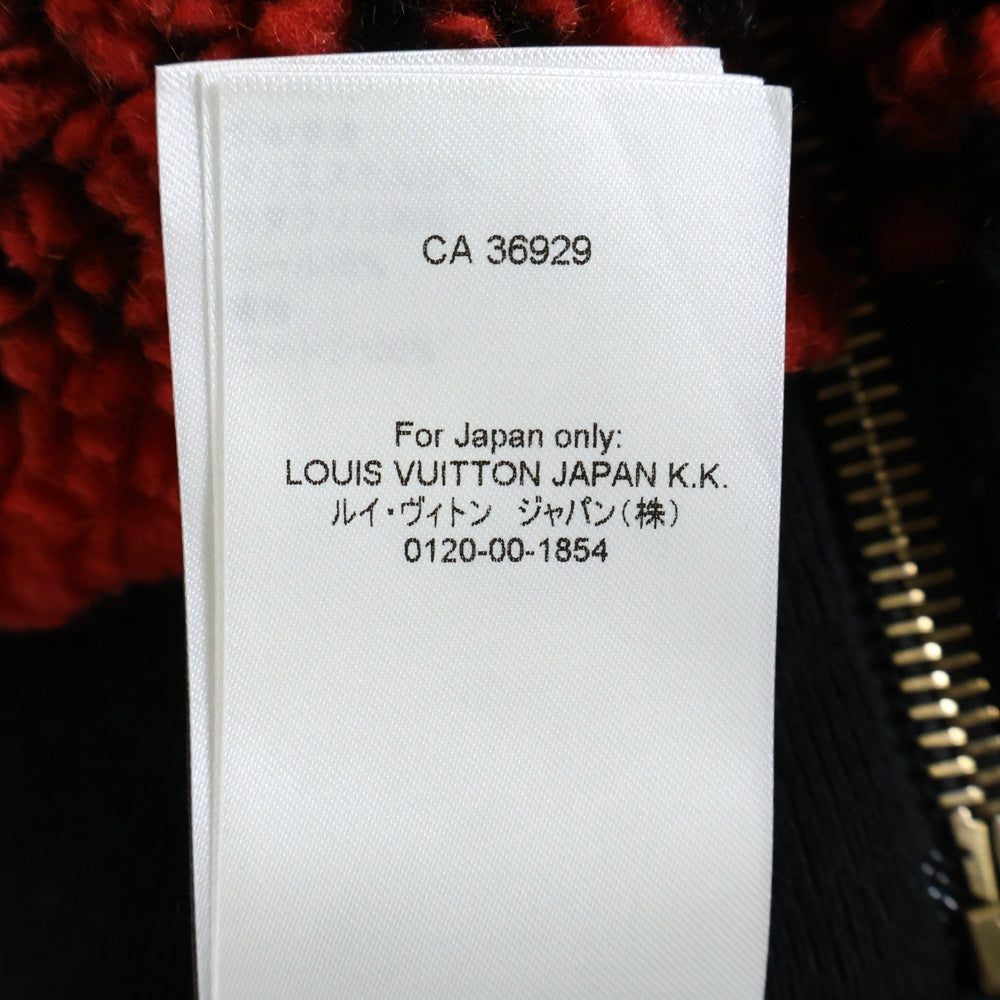 CA 36929
For Japan only:
LOUIS VUITTON JAPAN K.K.
ルイ・ヴィトン　ジャパン（株）
0120-00-1854